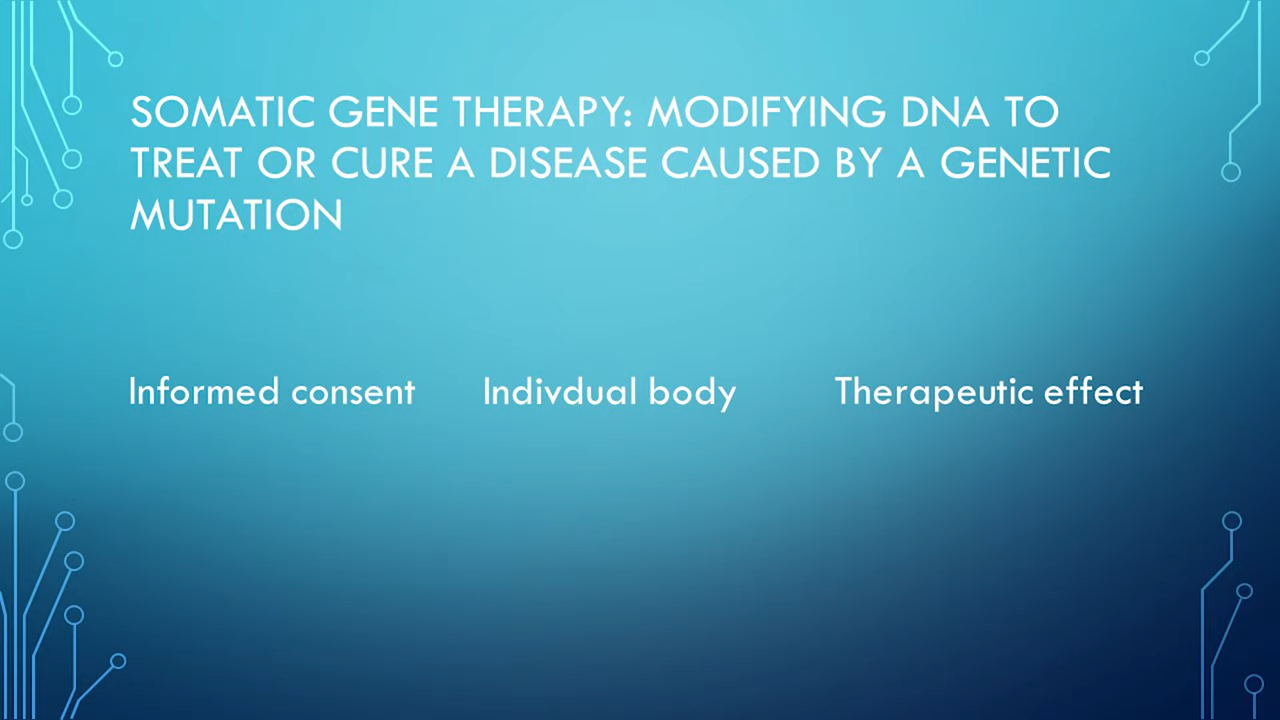 SOMATIC GENE THERAPY: MODIFYING DNA TO
TREAT OR CURE A DISEASE CAUSED BY A GENETIC
MUTATION
Informed consent Indivdual body Therapeutic effect